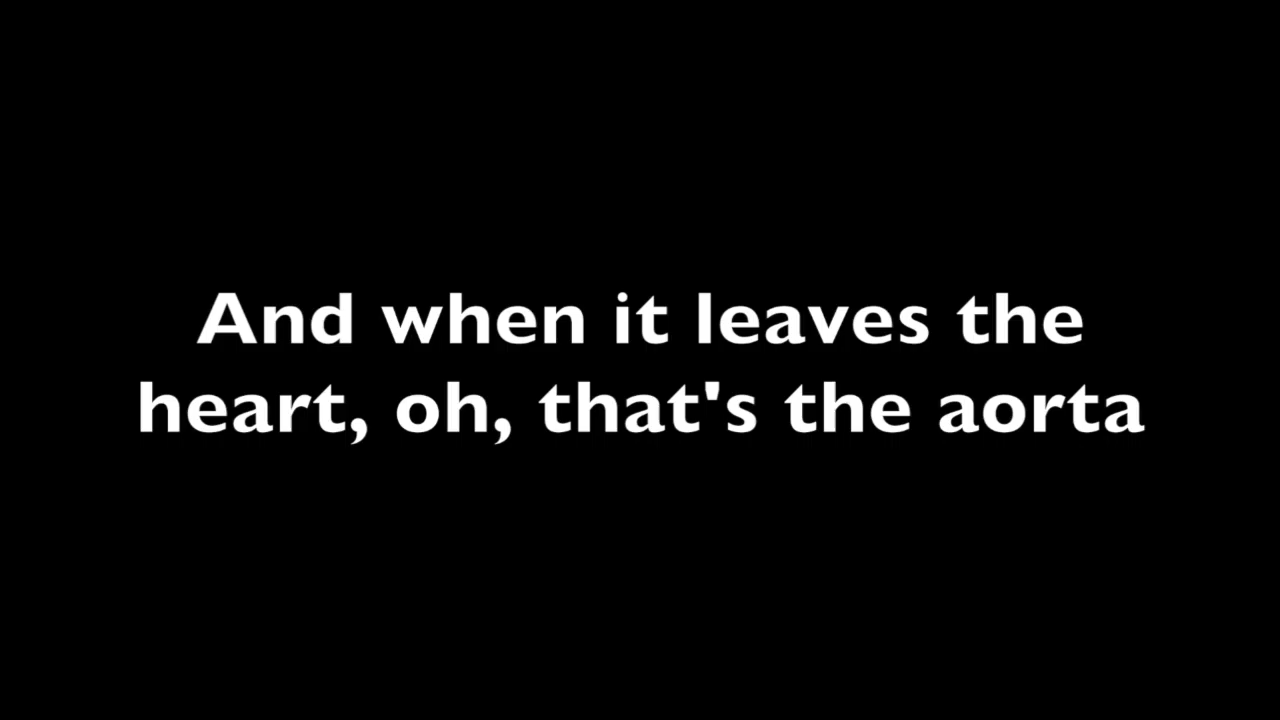 And when it leaves the
heart, oh, that's the aorta